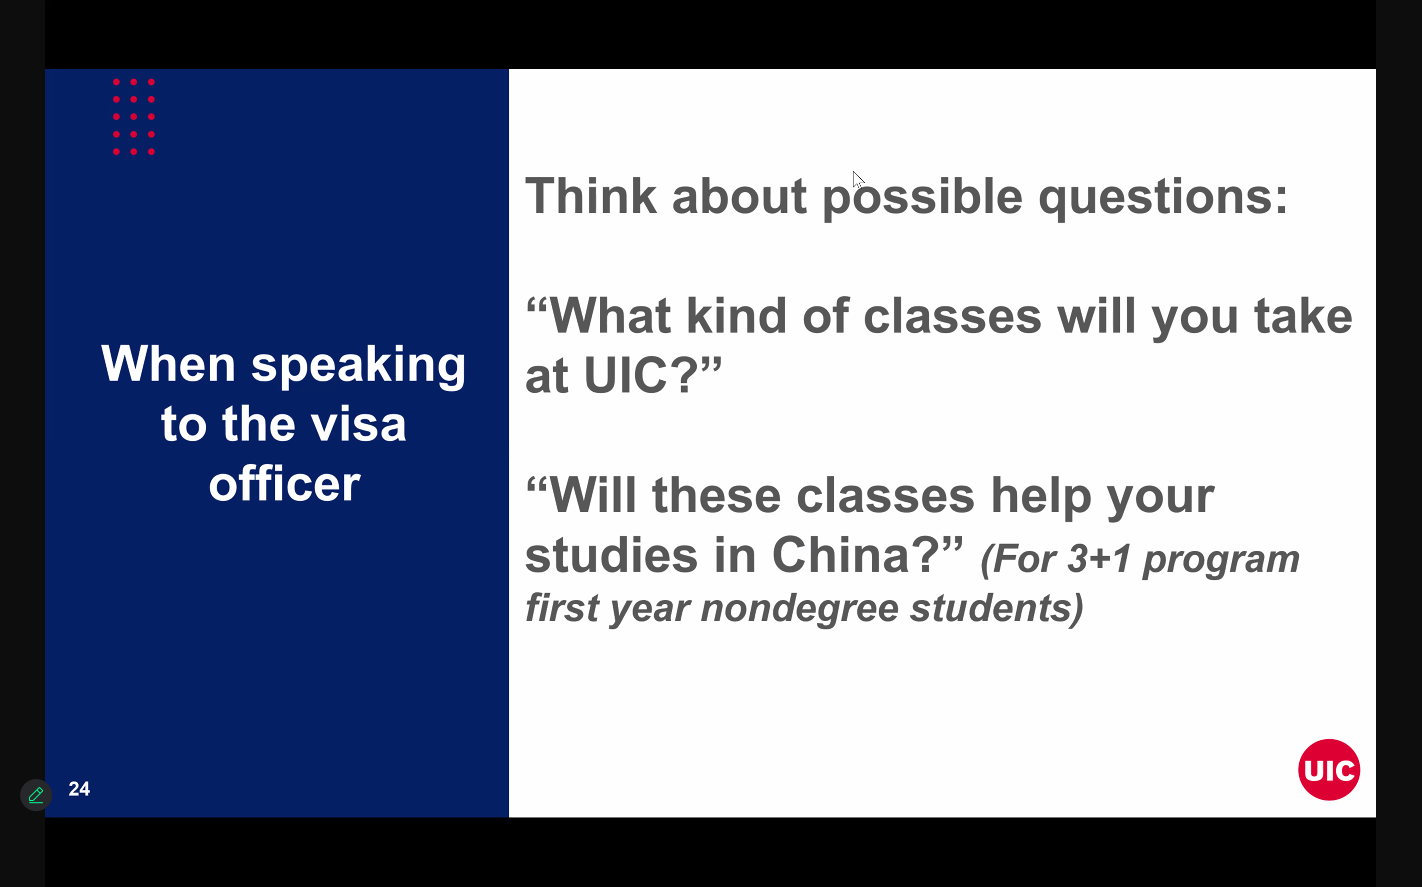 When speaking
to the visa
officer
24
Think about possible questions:
“What kind of classes will you take
at UIC?”
“Will these classes help your
studies in China?” (For 3+1 program
first year nondegree students)
UIC